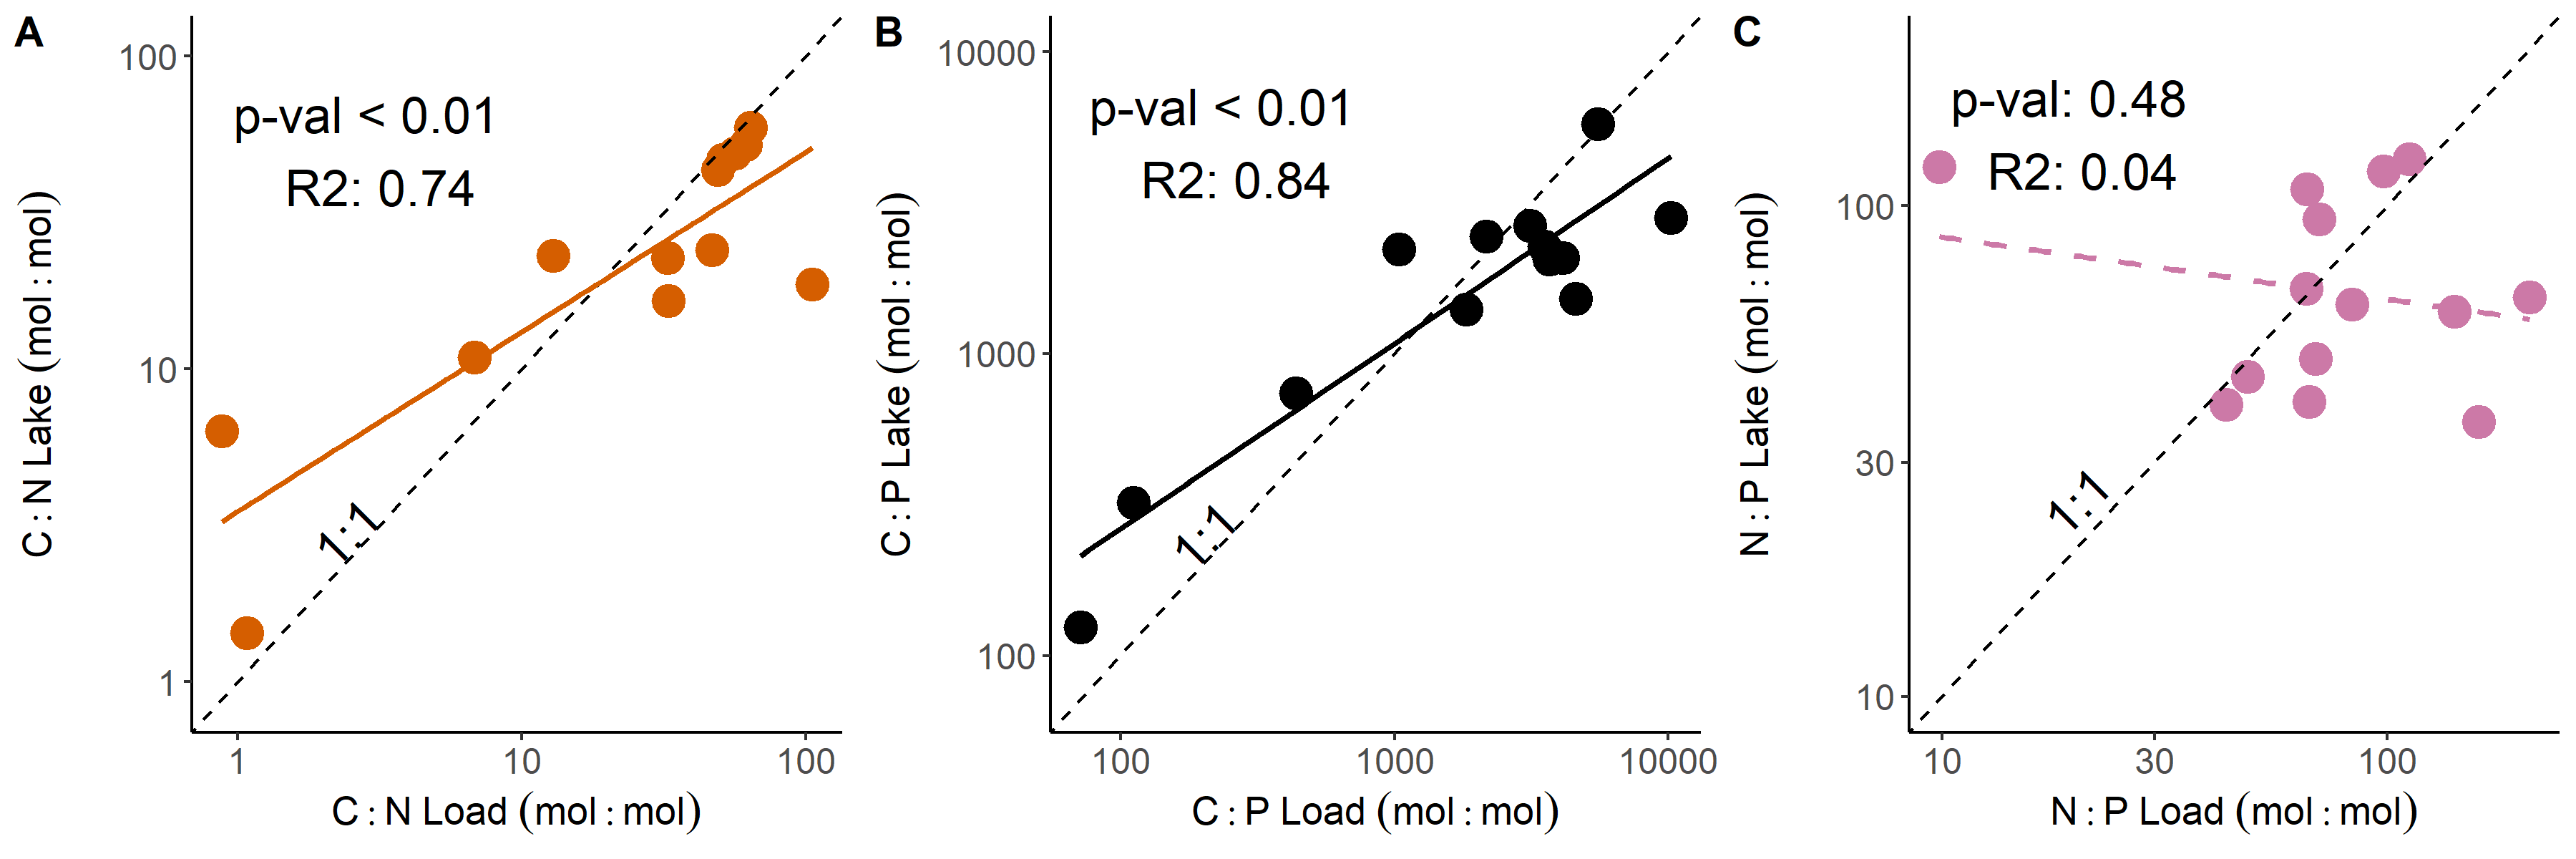 A
100
10
1
p-val < 0.01
R2: 0.74
1:1
1
10
100
C : N Lake (mol : mol)
C : N Load (mol : mol)
B
10000
1000
100
p-val < 0.01
R2: 0.84
1:1
100
1000
10000
C : P Lake (mol : mol)
C : P Load (mol : mol)
C
100
30
10
p-val: 0.48
R2: 0.04
1:1
10
30
100
N : P Lake (mol : mol)
N : P Load (mol : mol)